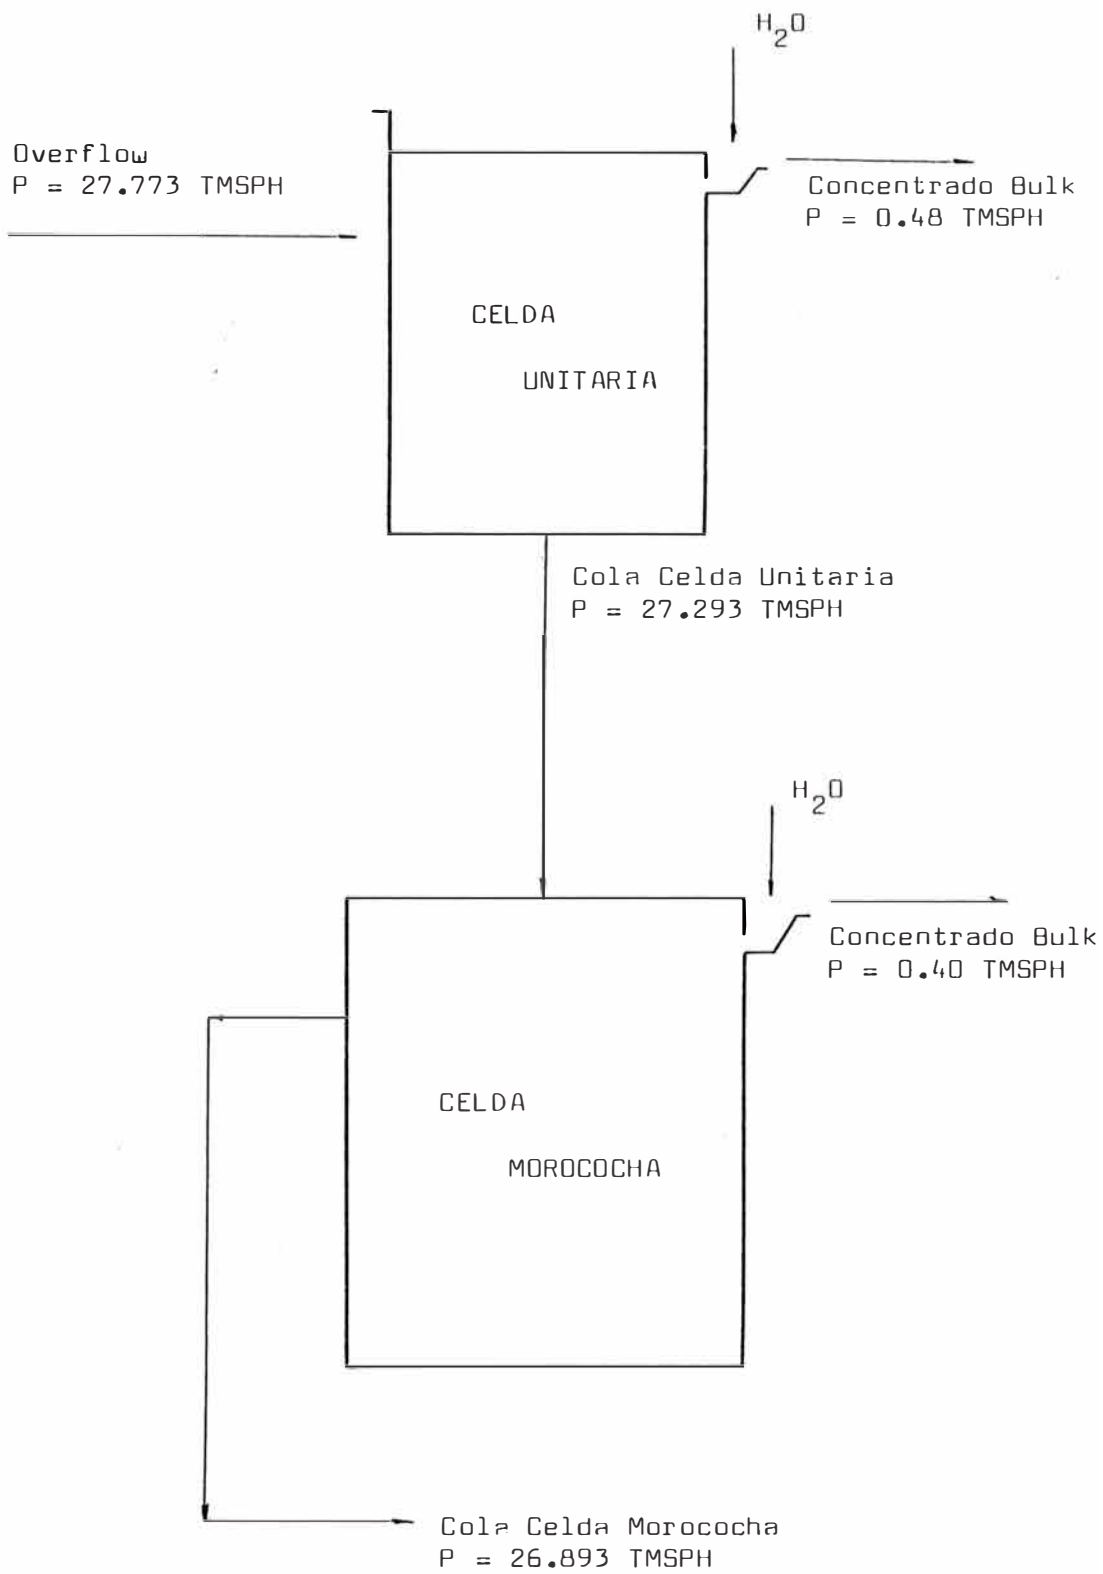 H2O
Overflow
P = 27.773 TMSPH
Concentrado Bulk
P = 0.48 TMSPH
CELDA
UNITARIA
Cola Celda Unitaria
P = 27.293 TMSPH
H2O
Concentrado Bulk
P = 0.40 TMSPH
CELDA
MOROCOCHA
Cola Celda Morococha
P = 26.893 TMSPH